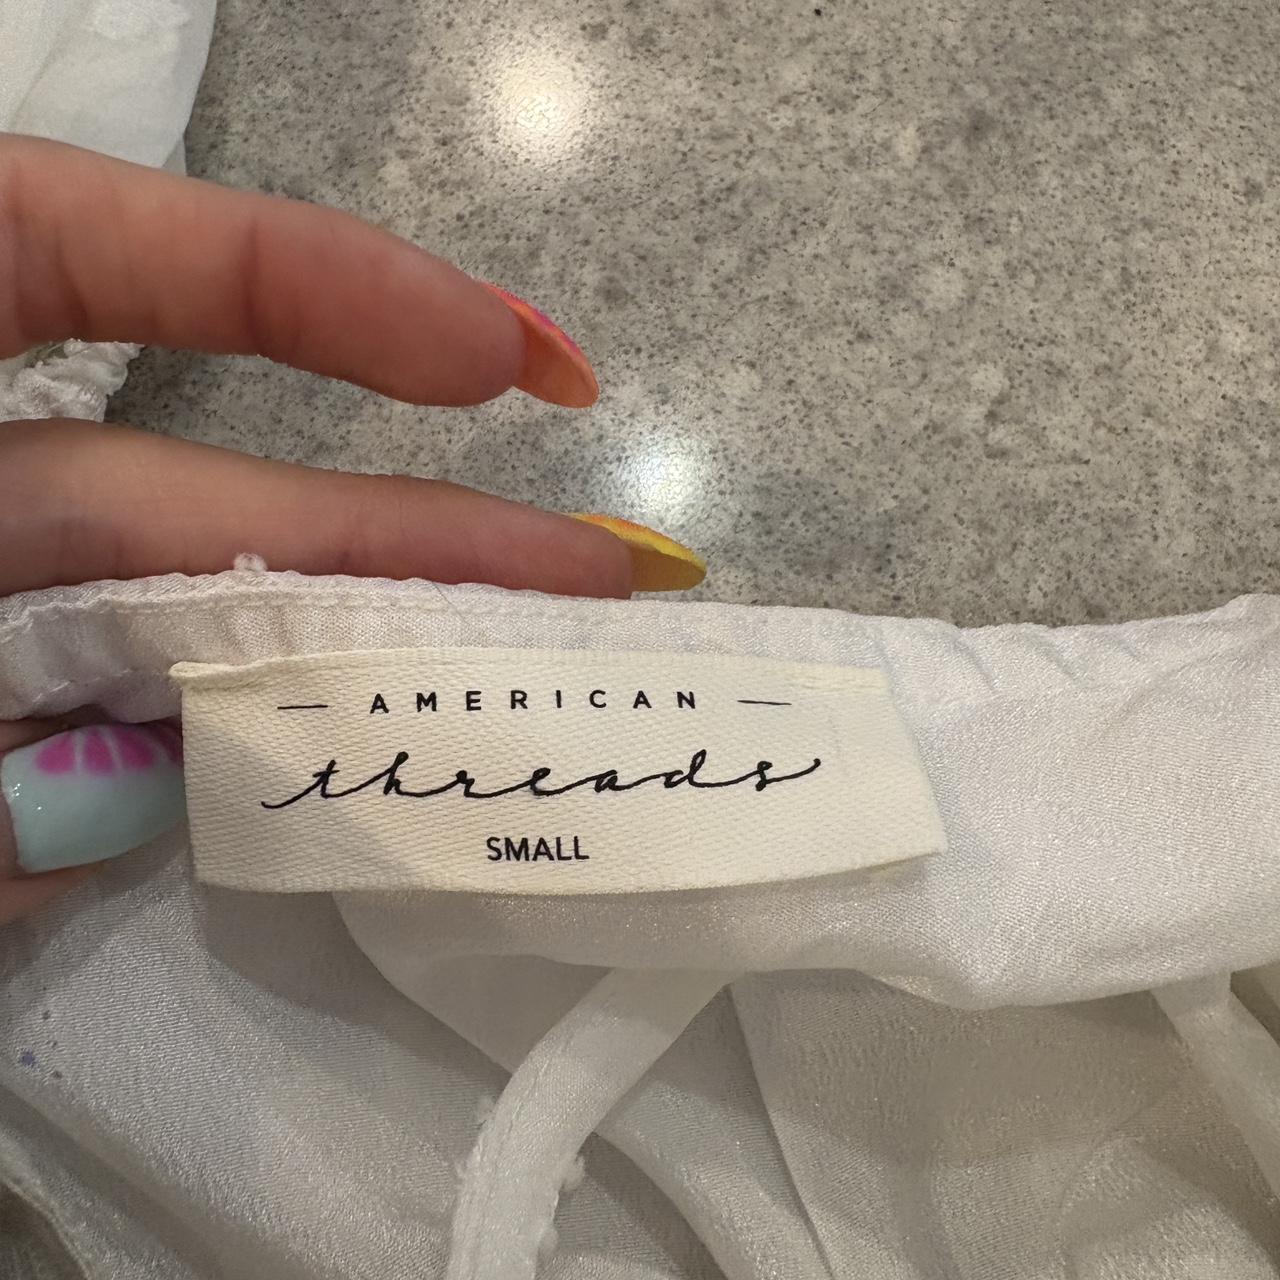 — AMERICAN —
threads
SMALL